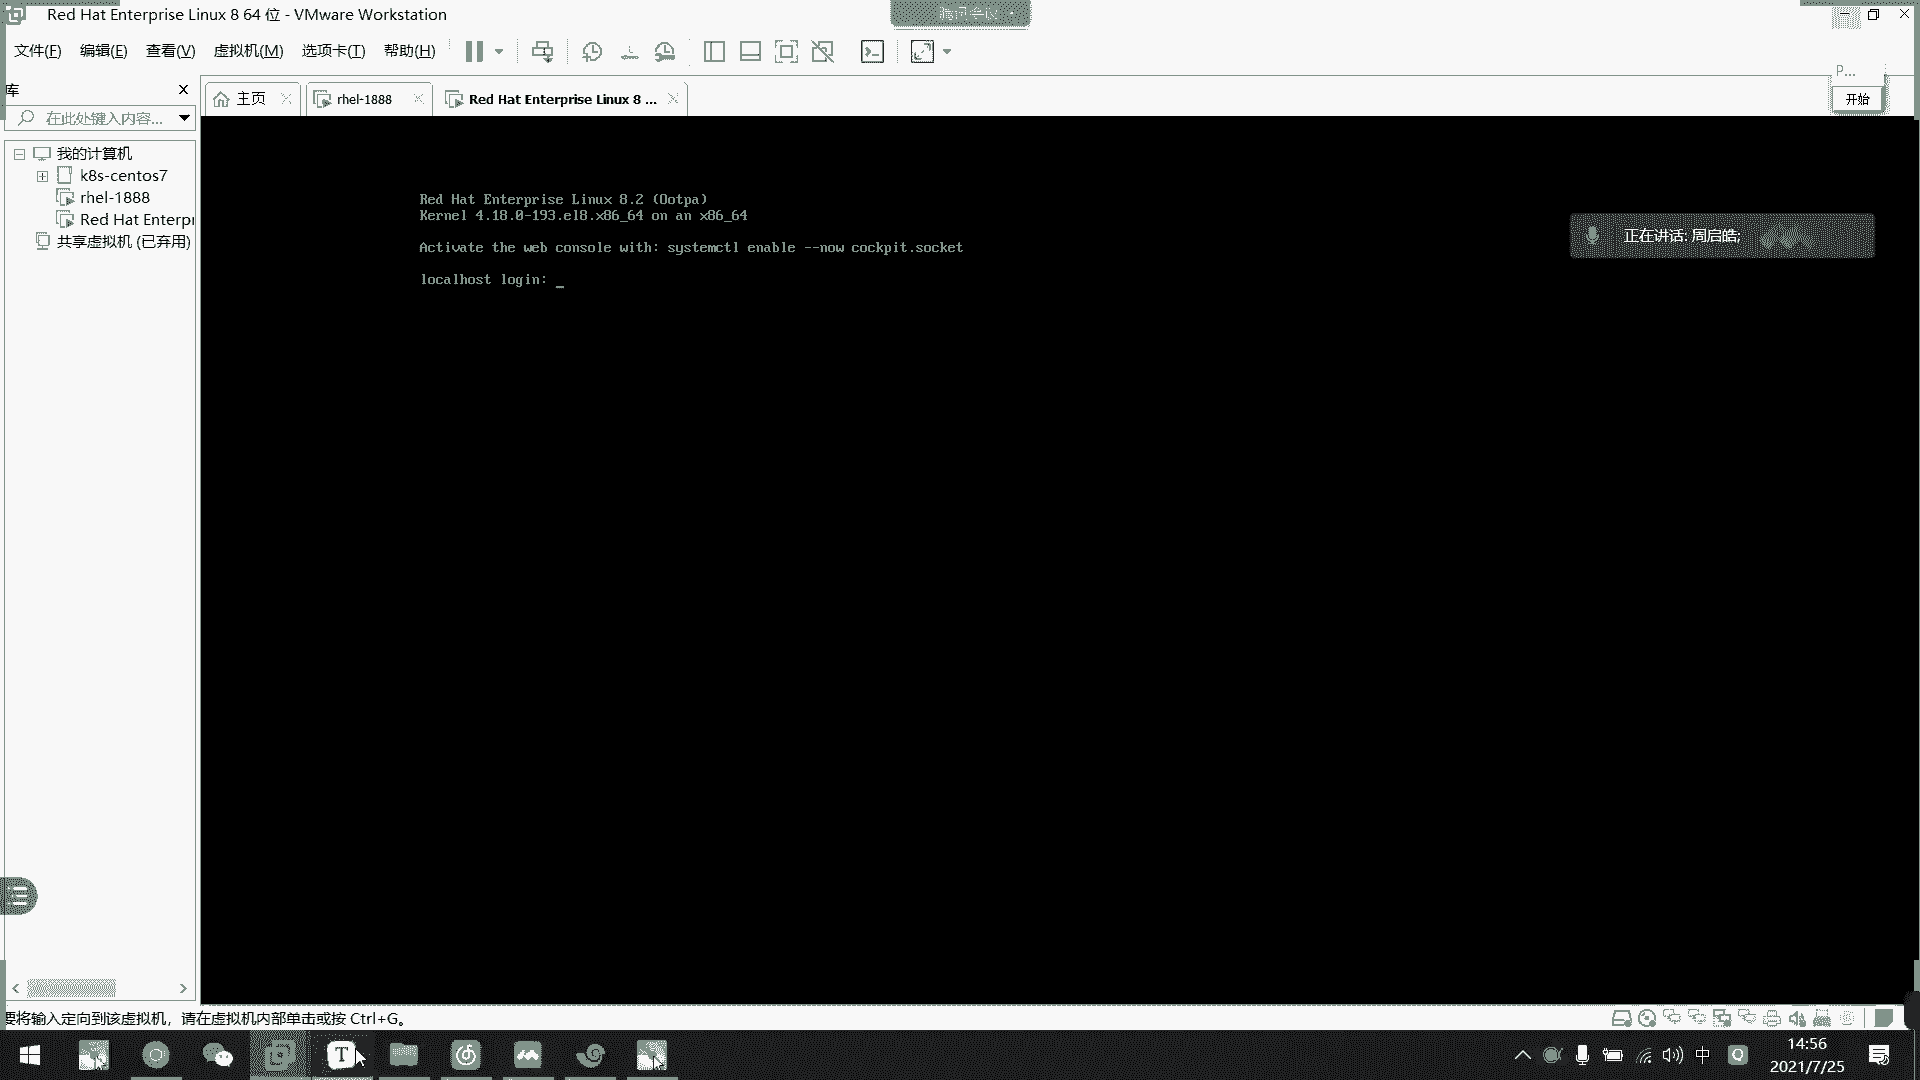 Red Hat Enterprise Linux 8 64 位 - VMware Workstation
文件(F) 编辑(E) 查看(V) 虚拟机(M) 选项卡(T) 帮助(H)
P...
开始
库
在此处键入内容...
主页
rhel-1888
Red Hat Enterprise Linux 8 ...
我的计算机
k8s-centos7
rhel-1888
Red Hat Enterpr
共享虚拟机 (已弃用)
Red Hat Enterprise Linux 8.2 (Ootpa)
Kernel 4.18.0-193.el8.x86_64 on an x86_64
Activate the web console with: systemctl enable --now cockpit.socket
localhost login: _
正在讲话: 周启皓;
要将输入定向到该虚拟机，请在虚拟机内部单击或按 Ctrl+G。
T
中
14:56
2021/7/25